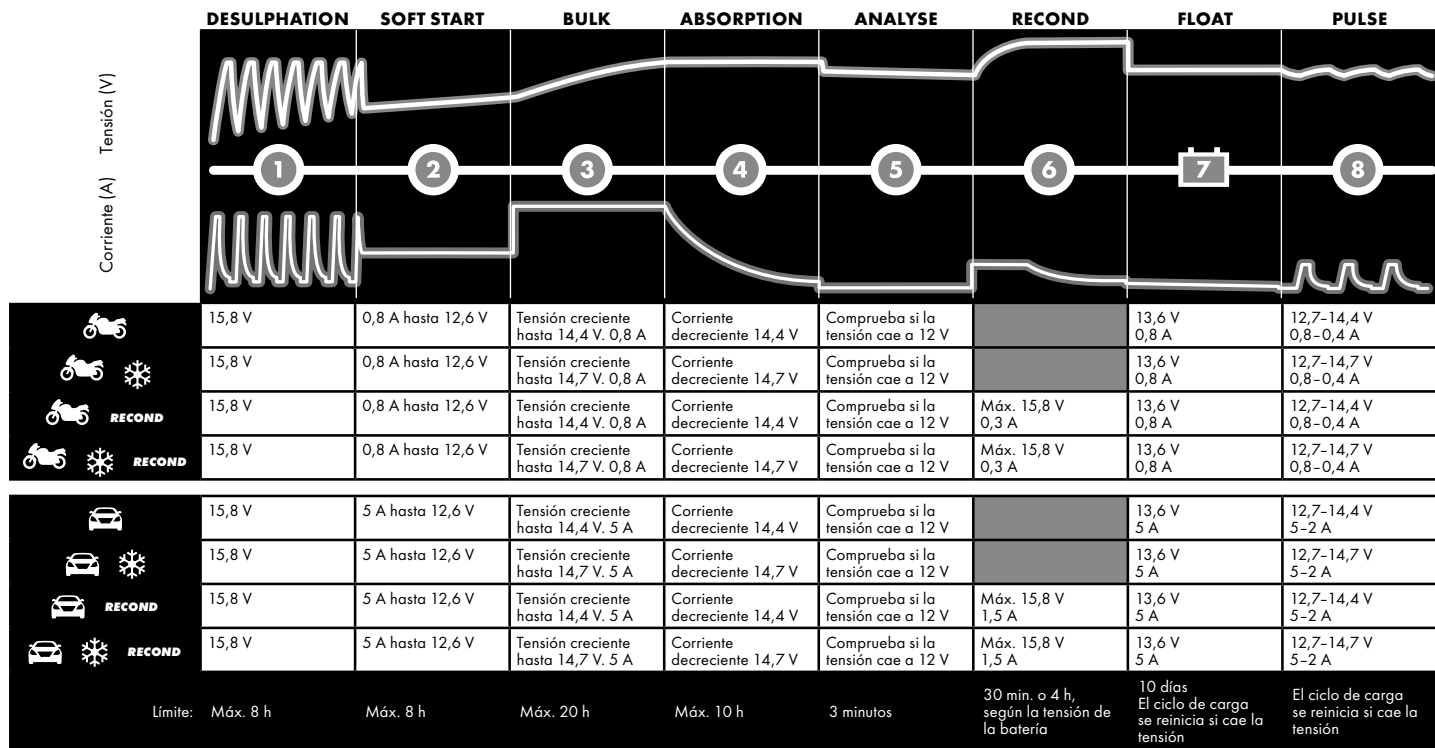 DESULPHATION SOFT START BULK ABSORPTION ANALYSE RECOND FLOAT PULSE
Tensión (V)
Corriente (A)
1 2 3 4 5 6 7 8
15,8 V 0,8 A hasta 12,6 V Tensión creciente Corriente Comprueba si la 13,6 V 12,7–14,4 V
hasta 14,4 V. 0,8 A decreciente 14,4 V tensión cae a 12 V 0,8 A 0,8–0,4 A
15,8 V 0,8 A hasta 12,6 V Tensión creciente Corriente Comprueba si la 13,6 V 12,7–14,7 V
hasta 14,7 V. 0,8 A decreciente 14,7 V tensión cae a 12 V 0,8 A 0,8–0,4 A
RECOND 15,8 V 0,8 A hasta 12,6 V Tensión creciente Corriente Comprueba si la Máx. 15,8 V 13,6 V 12,7–14,4 V
hasta 14,4 V. 0,8 A decreciente 14,4 V tensión cae a 12 V 0,3 A 0,8 A 0,8–0,4 A
RECOND 15,8 V 0,8 A hasta 12,6 V Tensión creciente Corriente Comprueba si la Máx. 15,8 V 13,6 V 12,7–14,7 V
hasta 14,7 V. 0,8 A decreciente 14,7 V tensión cae a 12 V 0,3 A 0,8 A 0,8–0,4 A
15,8 V 5 A hasta 12,6 V Tensión creciente Corriente Comprueba si la 13,6 V 12,7–14,4 V
hasta 14,4 V. 5 A decreciente 14,4 V tensión cae a 12 V 5 A 5–2 A
15,8 V 5 A hasta 12,6 V Tensión creciente Corriente Comprueba si la 13,6 V 12,7–14,7 V
hasta 14,7 V. 5 A decreciente 14,7 V tensión cae a 12 V 5 A 5–2 A
RECOND 15,8 V 5 A hasta 12,6 V Tensión creciente Corriente Comprueba si la Máx. 15,8 V 13,6 V 12,7–14,4 V
hasta 14,4 V. 5 A decreciente 14,4 V tensión cae a 12 V 1,5 A 5 A 5–2 A
RECOND 15,8 V 5 A hasta 12,6 V Tensión creciente Corriente Comprueba si la Máx. 15,8 V 13,6 V 12,7–14,7 V
hasta 14,7 V. 5 A decreciente 14,7 V tensión cae a 12 V 1,5 A 5 A 5–2 A
Límite: Máx. 8 h Máx. 8 h Máx. 20 h Máx. 10 h 3 minutos
30 min. o 4 h,
según la tensión de
la batería
10 días
El ciclo de carga
se reinicia si cae la
tensión
El ciclo de carga
se reinicia si cae la
tensión